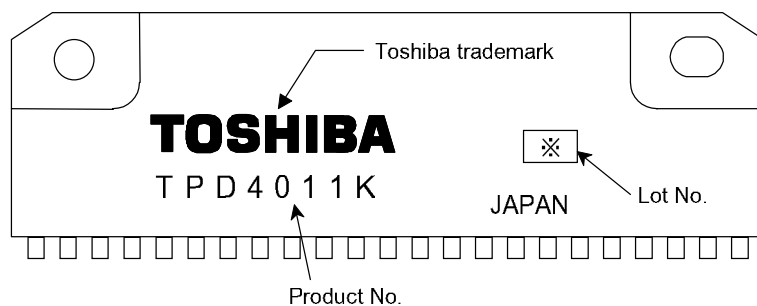 Toshiba trademark
TOSHIBA
※
TPD4011K
JAPAN
Lot No.
Product No.